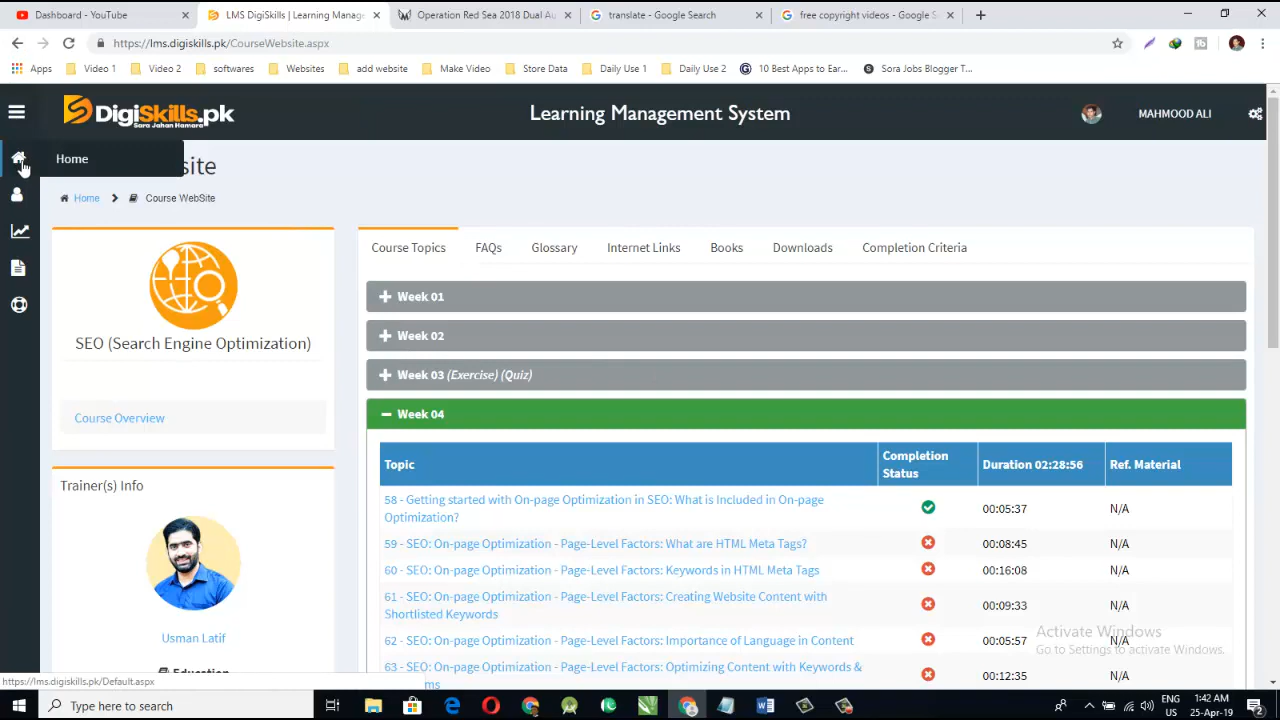 Dashboard - YouTube
LMS DigiSkills | Learning Manage
Operation Red Sea 2018 Dual Au
translate - Google Search
free copyright videos - Google S
https://lms.digiskills.pk/CourseWebsite.aspx
Apps
Video 1
Video 2
softwares
Websites
add website
Make Video
Store Data
Daily Use 1
Daily Use 2
10 Best Apps to Ear...
Sora Jobs Blogger T...
DigiSkills.pk
Sara Jahan Hamara
Learning Management System
MAHMOOD ALI
Home
site
Home
Course WebSite
SEO (Search Engine Optimization)
Course Overview
Trainer(s) Info
Usman Latif
Education
Course Topics
FAQs
Glossary
Internet Links
Books
Downloads
Completion Criteria
Week 01
Week 02
Week 03 (Exercise) (Quiz)
Week 04
Topic
Completion
Status
Duration 02:28:56
Ref. Material
58 - Getting started with On-page Optimization in SEO: What is Included in On-page
Optimization?
00:05:37
N/A
59 - SEO: On-page Optimization - Page-Level Factors: What are HTML Meta Tags?
00:08:45
N/A
60 - SEO: On-page Optimization - Page-Level Factors: Keywords in HTML Meta Tags
00:16:08
N/A
61 - SEO: On-page Optimization - Page-Level Factors: Creating Website Content with
Shortlisted Keywords
00:09:33
N/A
62 - SEO: On-page Optimization - Page-Level Factors: Importance of Language in Content
00:05:57
N/A
63 - SEO: On-page Optimization - Page-Level Factors: Optimizing Content with Keywords &
ms
00:12:35
N/A
Activate Windows
Go to Settings to activate Windows.
https://lms.digiskills.pk/Default.aspx
Type here to search
ENG
US
1:42 AM
25-Apr-19
2